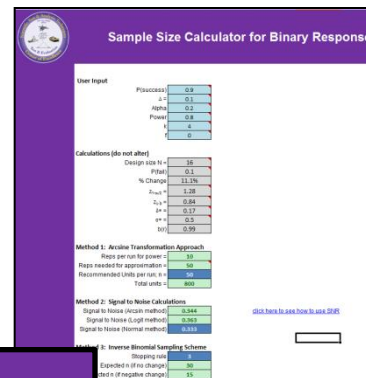 Sample Size Calculator for Binary Respons
User Input
P(success) 0.9
Δ = 0.1
Alpha 0.2
Power 0.8
k 4
f 0
Calculations (do not alter)
Design size N = 16
P(fail) 0.1
% Change 11.1%
1.28
0.84
0.17
0.3
b(r) 0.99
Method 1: Arcsine Transformation Approach
Reps per run for power = 10
Reps needed for approximation = 50
Recommended Units per run: n = 50
Total units = 800
Method 2: Signal to Noise Calculations
Signal to Noise (Arcsin method) 0.344
click here to see how to use SNR
Signal to Noise (Logit method) 0.363
Signal to Noise (Normal method) 0.333
3: Inverse Binomial Sampling Scheme
Stopping rule 3
Expected n (if no change) 30
cted n (if negative change) 15